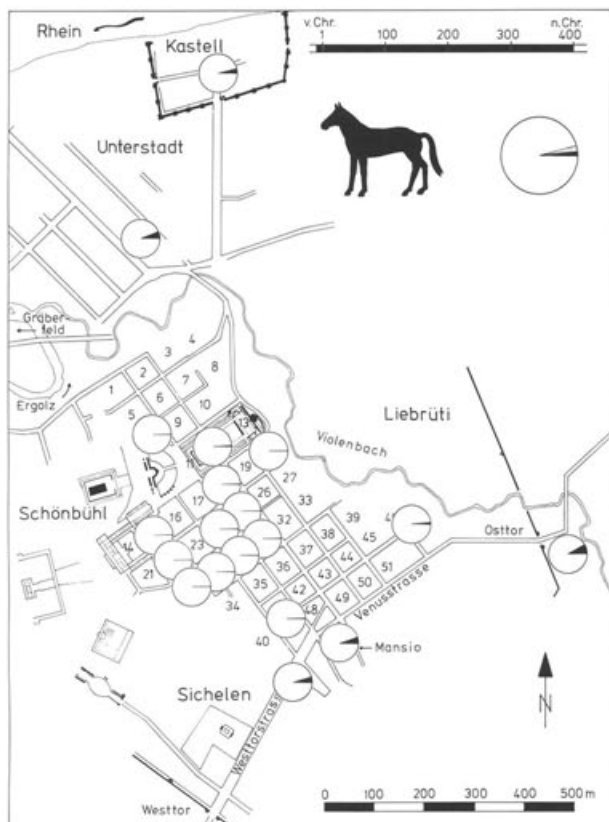 v. Chr. n. Chr.
1 100 200 300 400
Rhein
Kastell
Unterstadt
Gräber-
feld
Ergolz
Liebrüti
Violenbach
Schönbühl
Osttor
Venusstrasse
Mansio
Sichelen
Westtorstrasse
Westtor
N
3 4
2 7 8
1 6
5 9 10
13
11 19 27
17 26 33
16 32 39
14 23 38 45
21 37 44
36 43 51
35 42 50
34 49
48
40
0 100 200 300 400 500 m